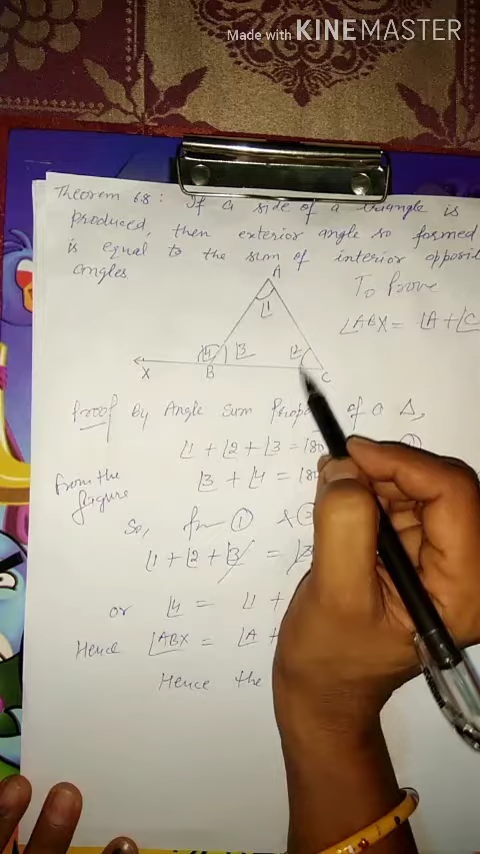 Made with KINEMASTER
Theorem 6.8: If a side of a triangle is
produced, then exterior angle so formed
is equal to the sum of interior opposi
angles
A
To Prove
∠1
∠ABX = ∠A + ∠C
∠4 ∠3 ∠2
X B C
Proof By Angle Sum of a Δ,
∠1 + ∠2 + ∠3 = 180
From the
figure
∠3 + ∠4 = 180
So, from ① & ②
∠1 + ∠2 + ∠3 = ∠3
or ∠4 = ∠1 +
Hence ∠ABX = ∠A +
Hence the